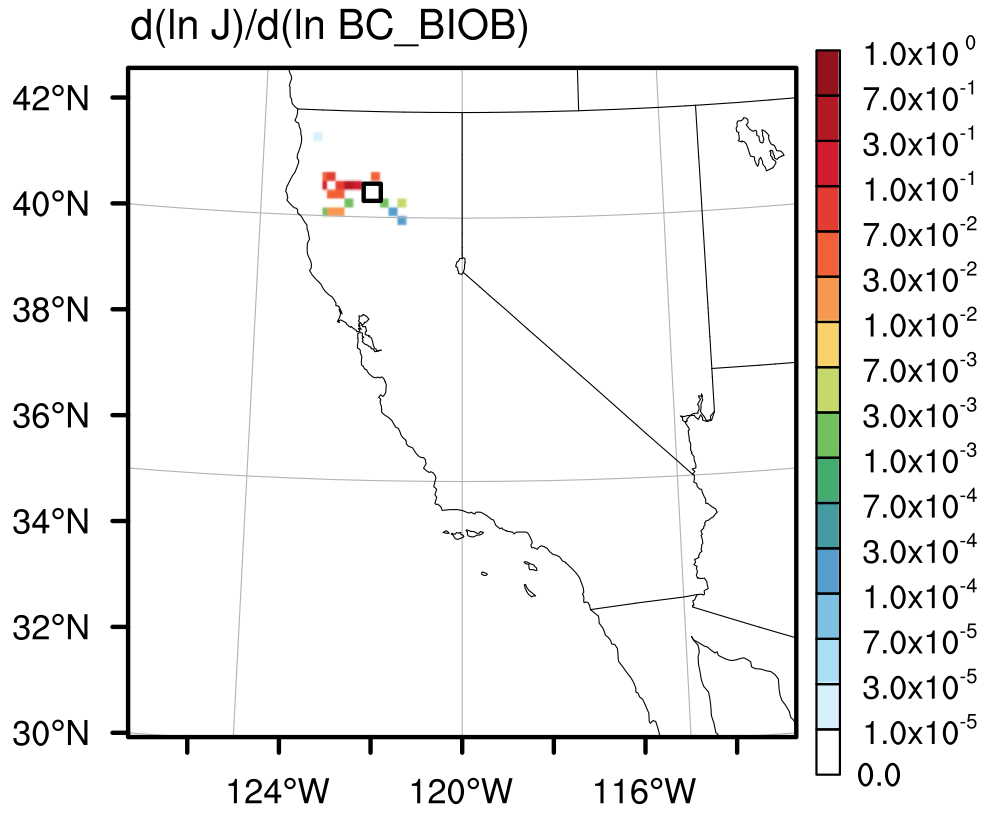 d(ln J)/d(ln BC_BIOB)
42°N
40°N
38°N
36°N
34°N
32°N
30°N
124°W
120°W
116°W
1.0x10^0
7.0x10^-1
3.0x10^-1
1.0x10^-1
7.0x10^-2
3.0x10^-2
1.0x10^-2
7.0x10^-3
3.0x10^-3
1.0x10^-3
7.0x10^-4
3.0x10^-4
1.0x10^-4
7.0x10^-5
3.0x10^-5
1.0x10^-5
0.0